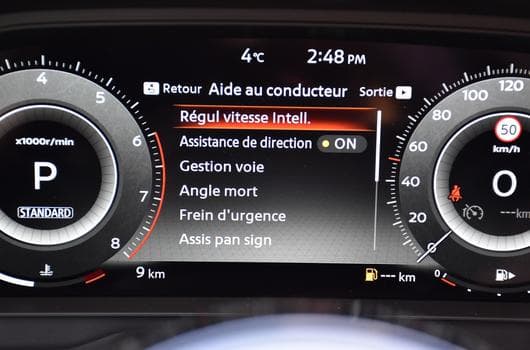 4°C 2:48 PM
Retour Aide au conducteur Sortie
Régul vitesse Intell.
Assistance de direction ON
Gestion voie
Angle mort
Frein d'urgence
Assis pan sign
4
5
6
7
8
x1000r/min
P
STANDARD
120
100
80
60
40
20
0
50
km/h
0
---km
9 km
--- km
0